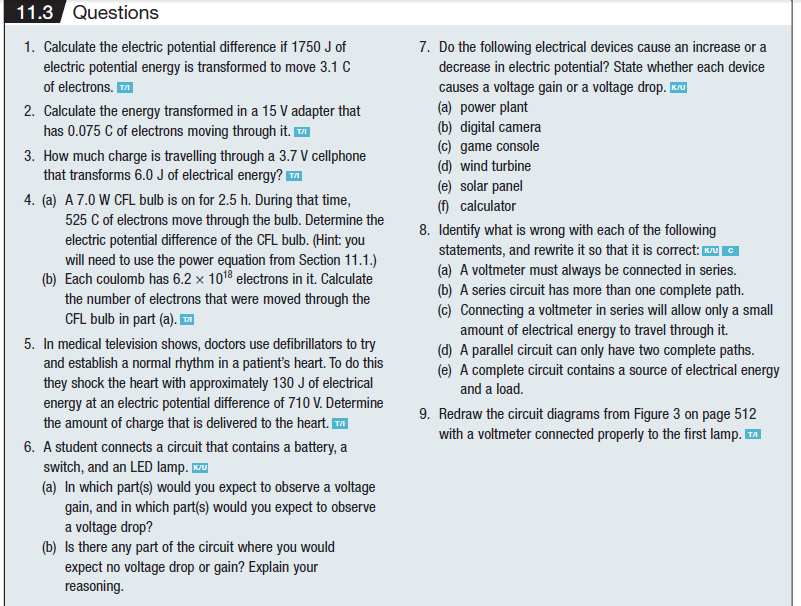 11.3 Questions
1. Calculate the electric potential difference if 1750 J of
electric potential energy is transformed to move 3.1 C
of electrons. T/I
2. Calculate the energy transformed in a 15 V adapter that
has 0.075 C of electrons moving through it. T/I
3. How much charge is travelling through a 3.7 V cellphone
that transforms 6.0 J of electrical energy? T/I
4. (a) A 7.0 W CFL bulb is on for 2.5 h. During that time,
525 C of electrons move through the bulb. Determine the
electric potential difference of the CFL bulb. (Hint: you
will need to use the power equation from Section 11.1.)
(b) Each coulomb has 6.2 × 10¹⁸ electrons in it. Calculate
the number of electrons that were moved through the
CFL bulb in part (a). T/I
5. In medical television shows, doctors use defibrillators to try
and establish a normal rhythm in a patient's heart. To do this
they shock the heart with approximately 130 J of electrical
energy at an electric potential difference of 710 V. Determine
the amount of charge that is delivered to the heart. T/I
6. A student connects a circuit that contains a battery, a
switch, and an LED lamp. K/U
(a) In which part(s) would you expect to observe a voltage
gain, and in which part(s) would you expect to observe
a voltage drop?
(b) Is there any part of the circuit where you would
expect no voltage drop or gain? Explain your
reasoning.
7. Do the following electrical devices cause an increase or a
decrease in electric potential? State whether each device
causes a voltage gain or a voltage drop. K/U
(a) power plant
(b) digital camera
(c) game console
(d) wind turbine
(e) solar panel
(f) calculator
8. Identify what is wrong with each of the following
statements, and rewrite it so that it is correct: K/U C
(a) A voltmeter must always be connected in series.
(b) A series circuit has more than one complete path.
(c) Connecting a voltmeter in series will allow only a small
amount of electrical energy to travel through it.
(d) A parallel circuit can only have two complete paths.
(e) A complete circuit contains a source of electrical energy
and a load.
9. Redraw the circuit diagrams from Figure 3 on page 512
with a voltmeter connected properly to the first lamp. T/I